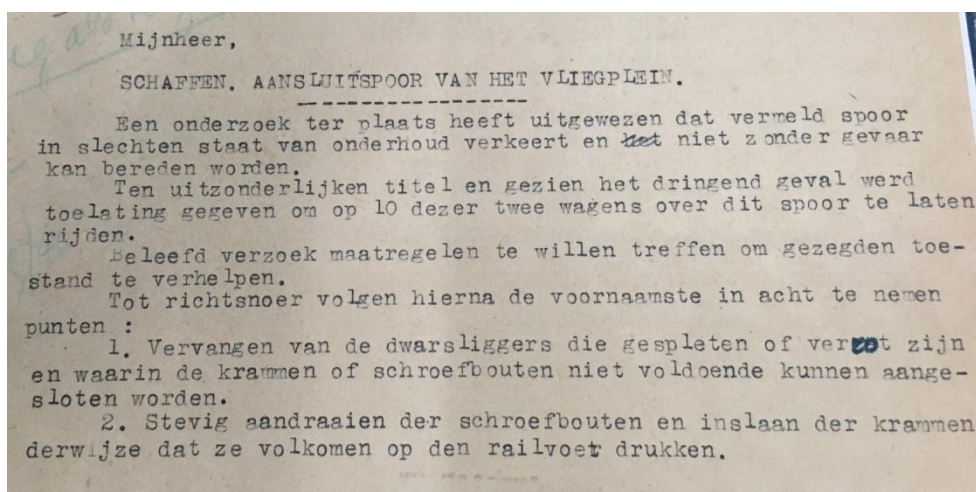 Mijnheer,
SCHAFFEN. AANSLUITSPOOR VAN HET VLIEGPLEIN.
Een onderzoek ter plaats heeft uitgewezen dat vermeld spoor
in slechten staat van onderhoud verkeert en niet zonder gevaar
kan bereden worden.
Ten uitzonderlijken titel en gezien het dringend geval werd
toelating gegeven om op 10 dezer twee wagens over dit spoor te laten
rijden.
Beleefd verzoek maatregelen te willen treffen om gezegden toe-
stand te verhelpen.
Tot richtsnoer volgen hierna de voornaamste in acht te nemen
punten :
1. Vervangen van de dwarsliggers die gespleten of verrot zijn
en waarin de krammen of schroefbouten niet voldoende kunnen aange-
sloten worden.
2. Stevig aandraaien der schroefbouten en inslaan der krammen
derwijze dat ze volkomen op den railvoet drukken.